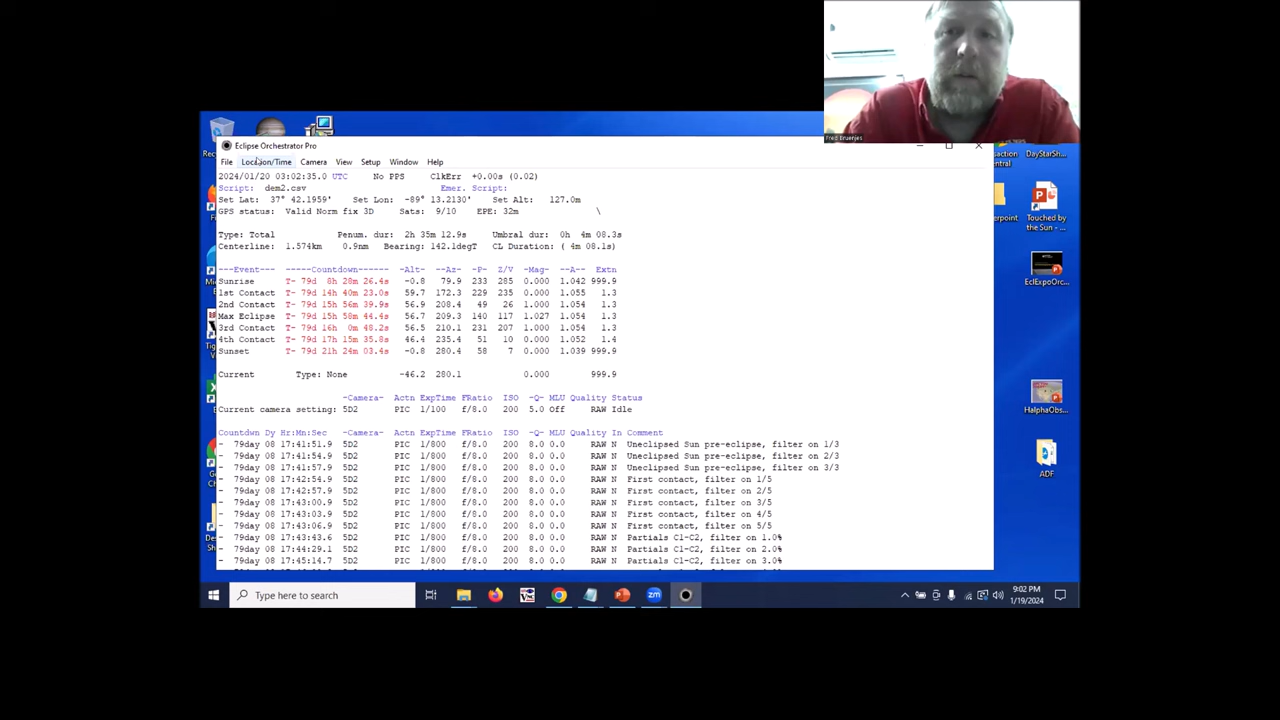 Fred Bruenjes
Eclipse Orchestrator Pro
File Location/Time Camera View Setup Window Help
2024/01/20 03:02:35.0 UTC No PPS ClkErr +0.00s (0.02)
Script: dem2.csv Emer. Script:
Set Lat: 37° 42.1959' Set Lon: -89° 13.2130' Set Alt: 127.0m
GPS status: Valid Norm fix 3D Sats: 9/10 EPE: 32m \
Type: Total Penum. dur: 2h 35m 12.9s Umbral dur: 0h 4m 08.3s
Centerline: 1.574km 0.9nm Bearing: 142.1degT CL Duration: ( 4m 08.1s)
---Event--- -----Countdown------ -Alt- --Az- -P- Z/V -Mag- --A-- Extn
Sunrise T- 79d 8h 28m 26.4s -0.8 79.9 233 285 0.000 1.042 999.9
1st Contact T- 79d 14h 40m 23.0s 59.7 172.3 229 235 0.000 1.055 1.3
2nd Contact T- 79d 15h 56m 39.9s 56.9 208.4 49 26 1.000 1.054 1.3
Max Eclipse T- 79d 15h 58m 44.4s 56.7 209.3 140 117 1.027 1.054 1.3
3rd Contact T- 79d 16h 0m 48.2s 56.5 210.1 231 207 1.000 1.054 1.3
4th Contact T- 79d 17h 15m 35.8s 46.4 235.4 51 10 0.000 1.052 1.4
Sunset T- 79d 21h 24m 03.4s -0.8 280.4 58 7 0.000 1.039 999.9
Current Type: None -46.2 280.1 0.000 999.9
-Camera- Actn ExpTime FRatio ISO -Q- MLU Quality Status
Current camera setting: 5D2 PIC 1/100 f/8.0 200 5.0 Off RAW Idle
Countdown Dy Hr:Mn:Sec -Camera- Actn ExpTime FRatio ISO -Q- MLU Quality In Comment
- 79day 08 17:41:51.9 5D2 PIC 1/800 f/8.0 200 8.0 0.0 RAW N Uneclipsed Sun pre-eclipse, filter on 1/3
- 79day 08 17:41:54.9 5D2 PIC 1/800 f/8.0 200 8.0 0.0 RAW N Uneclipsed Sun pre-eclipse, filter on 2/3
- 79day 08 17:41:57.9 5D2 PIC 1/800 f/8.0 200 8.0 0.0 RAW N Uneclipsed Sun pre-eclipse, filter on 3/3
- 79day 08 17:42:54.9 5D2 PIC 1/800 f/8.0 200 8.0 0.0 RAW N First contact, filter on 1/5
- 79day 08 17:42:57.9 5D2 PIC 1/800 f/8.0 200 8.0 0.0 RAW N First contact, filter on 2/5
- 79day 08 17:43:00.9 5D2 PIC 1/800 f/8.0 200 8.0 0.0 RAW N First contact, filter on 3/5
- 79day 08 17:43:03.9 5D2 PIC 1/800 f/8.0 200 8.0 0.0 RAW N First contact, filter on 4/5
- 79day 08 17:43:06.9 5D2 PIC 1/800 f/8.0 200 8.0 0.0 RAW N First contact, filter on 5/5
- 79day 08 17:43:43.6 5D2 PIC 1/800 f/8.0 200 8.0 0.0 RAW N Partials C1-C2, filter on 1.0%
- 79day 08 17:44:29.1 5D2 PIC 1/800 f/8.0 200 8.0 0.0 RAW N Partials C1-C2, filter on 2.0%
- 79day 08 17:45:14.7 5D2 PIC 1/800 f/8.0 200 8.0 0.0 RAW N Partials C1-C2, filter on 3.0%
DayStarSh...
Touched by
the Sun - ...
EclExpOrc...
HalphaObs...
ADF
Type here to search
zm
9:02 PM
1/19/2024